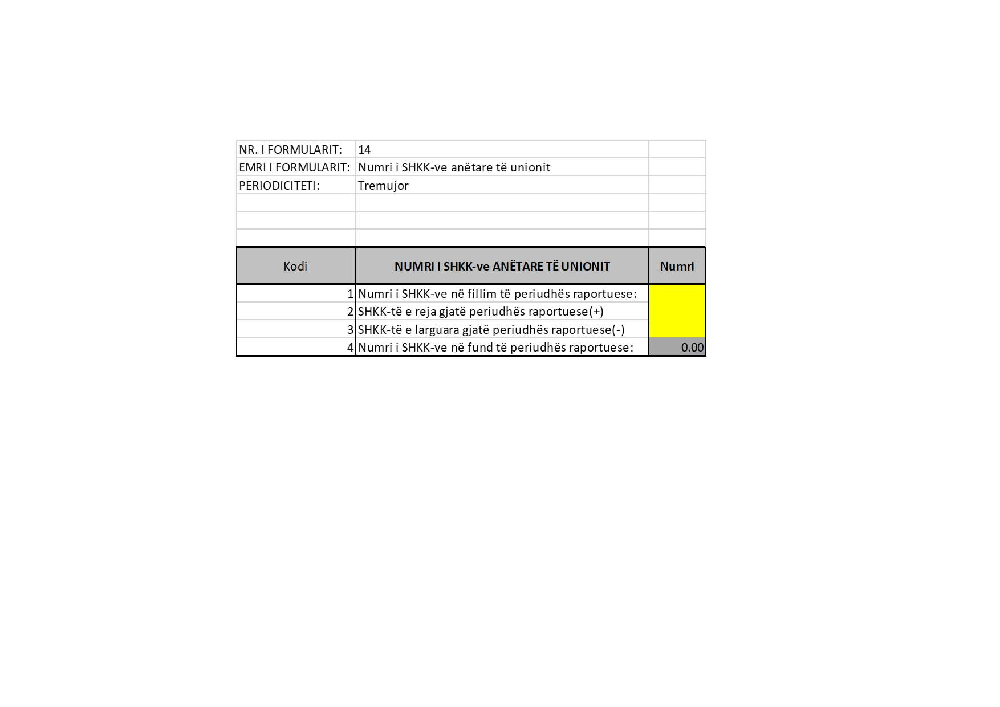 NR. I FORMULARIT: 14
EMRI I FORMULARIT: Numri i SHKK-ve anëtare të unionit
PERIODICITETI: Tremujor
Kodi NUMRI I SHKK-ve ANËTARE TË UNIONIT Numri
1 Numri i SHKK-ve në fillim të periudhës raportuese:
2 SHKK-të e reja gjatë periudhës raportuese(+)
3 SHKK-të e larguara gjatë periudhës raportuese(-)
4 Numri i SHKK-ve në fund të periudhës raportuese: 0.00